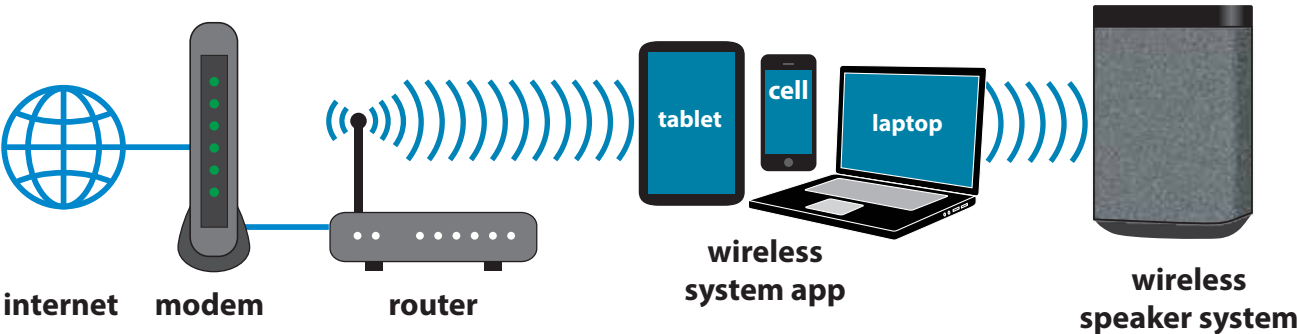 tablet
cell
laptop
internet
modem
router
wireless
system app
wireless
speaker system